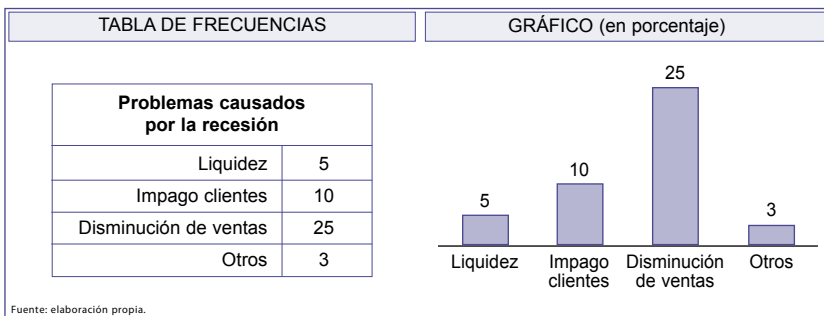 TABLA DE FRECUENCIAS
Problemas causados
por la recesión
Liquidez 5
Impago clientes 10
Disminución de ventas 25
Otros 3
GRÁFICO (en porcentaje)
5
10
25
3
Liquidez
Impago
clientes
Disminución
de ventas
Otros
Fuente: elaboración propia.